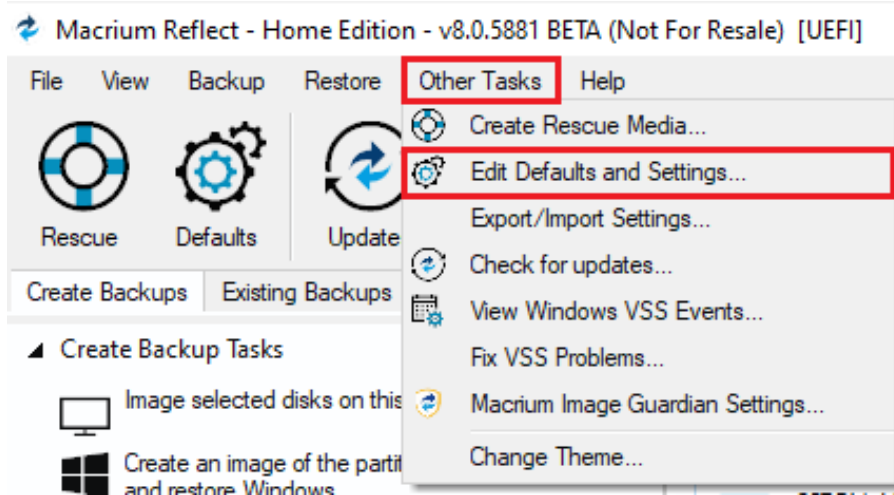 Macrium Reflect - Home Edition - v8.0.5881 BETA (Not For Resale) [UEFI]
File View Backup Restore Other Tasks Help
Create Rescue Media...
Edit Defaults and Settings...
Export/Import Settings...
Check for updates...
View Windows VSS Events...
Fix VSS Problems...
Macrium Image Guardian Settings...
Change Theme...
Rescue Defaults Update
Create Backups Existing Backups
Create Backup Tasks
Image selected disks on this
Create an image of the
and restore Windows